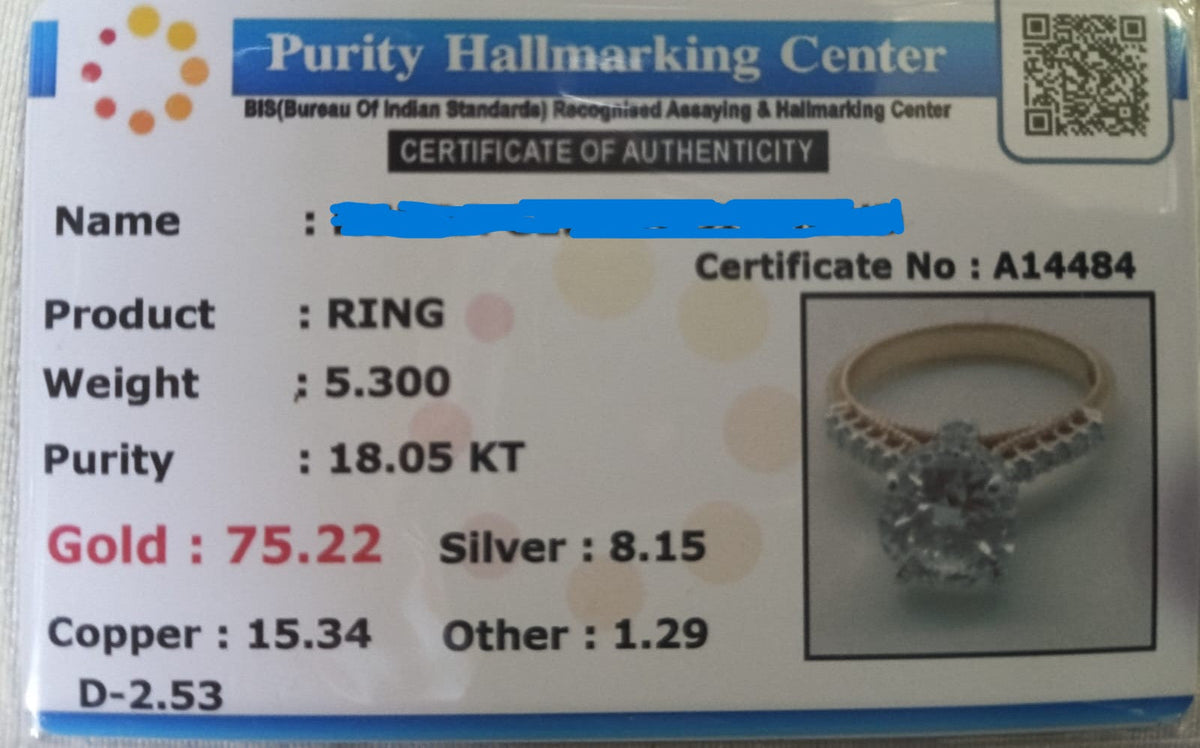 Purity Hallmarking Center
BIS(Bureau Of Indian Standards) Recognised Assaying & Hallmarking Center
CERTIFICATE OF AUTHENTICITY
Name :
Certificate No : A14484
Product : RING
Weight : 5.300
Purity : 18.05 KT
Gold : 75.22 Silver : 8.15
Copper : 15.34 Other : 1.29
D-2.53